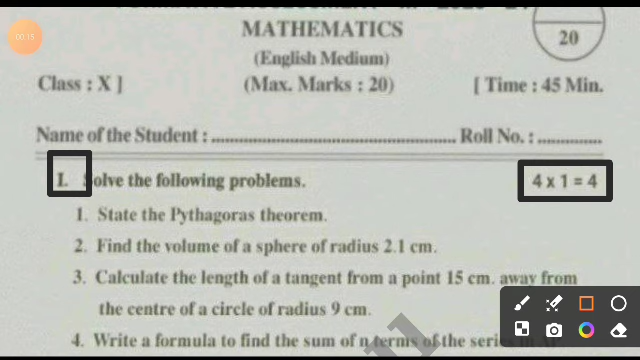 00:15
MATHEMATICS
20
(English Medium)
Class : X ] (Max. Marks : 20) [ Time : 45 Min.
Name of the Student : .................................................. Roll No. : .............
I. Solve the following problems. 4 x 1 = 4
1. State the Pythagoras theorem.
2. Find the volume of a sphere of radius 2.1 cm.
3. Calculate the length of a tangent from a point 15 cm. away from
the centre of a circle of radius 9 cm.
4. Write a formula to find the sum of n terms of the series in